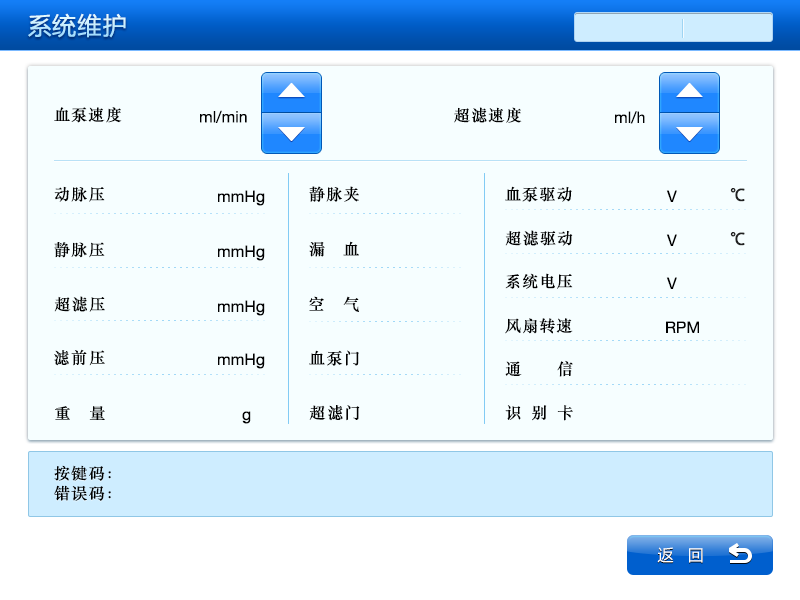 系统维护
血泵速度 ml/min 超滤速度 ml/h
动脉压 mmHg 静脉夹 血泵驱动 V ℃
静脉压 mmHg 漏 血 超滤驱动 V ℃
超滤压 mmHg 空 气 系统电压 V
滤前压 mmHg 血泵门 风扇转速 RPM
重 量 g 超滤门 通 信
识 别 卡
按键码:
错误码:
返 回